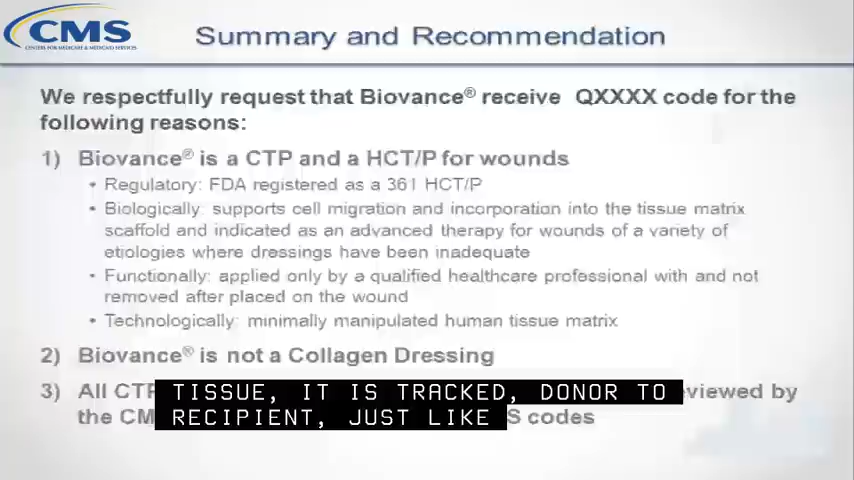 CMS
CENTERS FOR MEDICARE & MEDICAID SERVICES
Summary and Recommendation
We respectfully request that Biovance® receive QXXXX code for the
following reasons:
1) Biovance® is a CTP and a HCT/P for wounds
• Regulatory: FDA registered as a 361 HCT/P
• Biologically: supports cell migration and incorporation into the tissue matrix
scaffold and indicated as an advanced therapy for wounds of a variety of
etiologies where dressings have been inadequate
• Functionally: applied only by a qualified healthcare professional with and not
removed after placed on the wound
• Technologically: minimally manipulated human tissue matrix
2) Biovance® is not a Collagen Dressing
3) All CTP viewed by
the CM S codes
TISSUE, IT IS TRACKED, DONOR TO
RECIPIENT, JUST LIKE